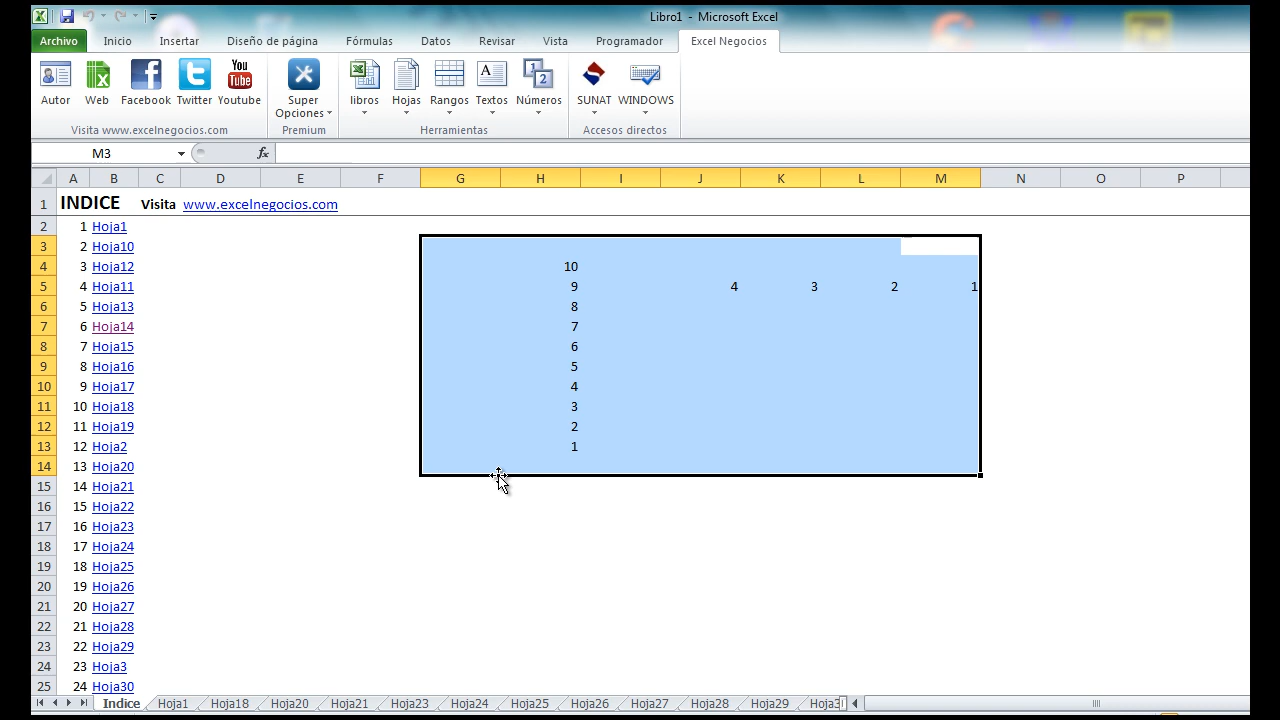 Libro1 - Microsoft Excel
Archivo Inicio Insertar Diseño de página Fórmulas Datos Revisar Vista Programador Excel Negocios
Autor Web Facebook Twitter Youtube Super Opciones libros Hojas Rangos Textos Números SUNAT WINDOWS
Visita www.excelnegocios.com Premium Herramientas Accesos directos
M3 fx
A B C D E F G H I J K L M N O P
1 INDICE Visita www.excelnegocios.com
2 1 Hoja1
3 2 Hoja10
4 3 Hoja12 10
5 4 Hoja11 9 4 3 2 1
6 5 Hoja13 8
7 6 Hoja14 7
8 7 Hoja15 6
9 8 Hoja16 5
10 9 Hoja17 4
11 10 Hoja18 3
12 11 Hoja19 2
13 12 Hoja2 1
14 13 Hoja20
15 14 Hoja21
16 15 Hoja22
17 16 Hoja23
18 17 Hoja24
19 18 Hoja25
20 19 Hoja26
21 20 Hoja27
22 21 Hoja28
23 22 Hoja29
24 23 Hoja3
25 24 Hoja30
Indice Hoja1 Hoja18 Hoja20 Hoja21 Hoja23 Hoja24 Hoja25 Hoja26 Hoja27 Hoja28 Hoja29